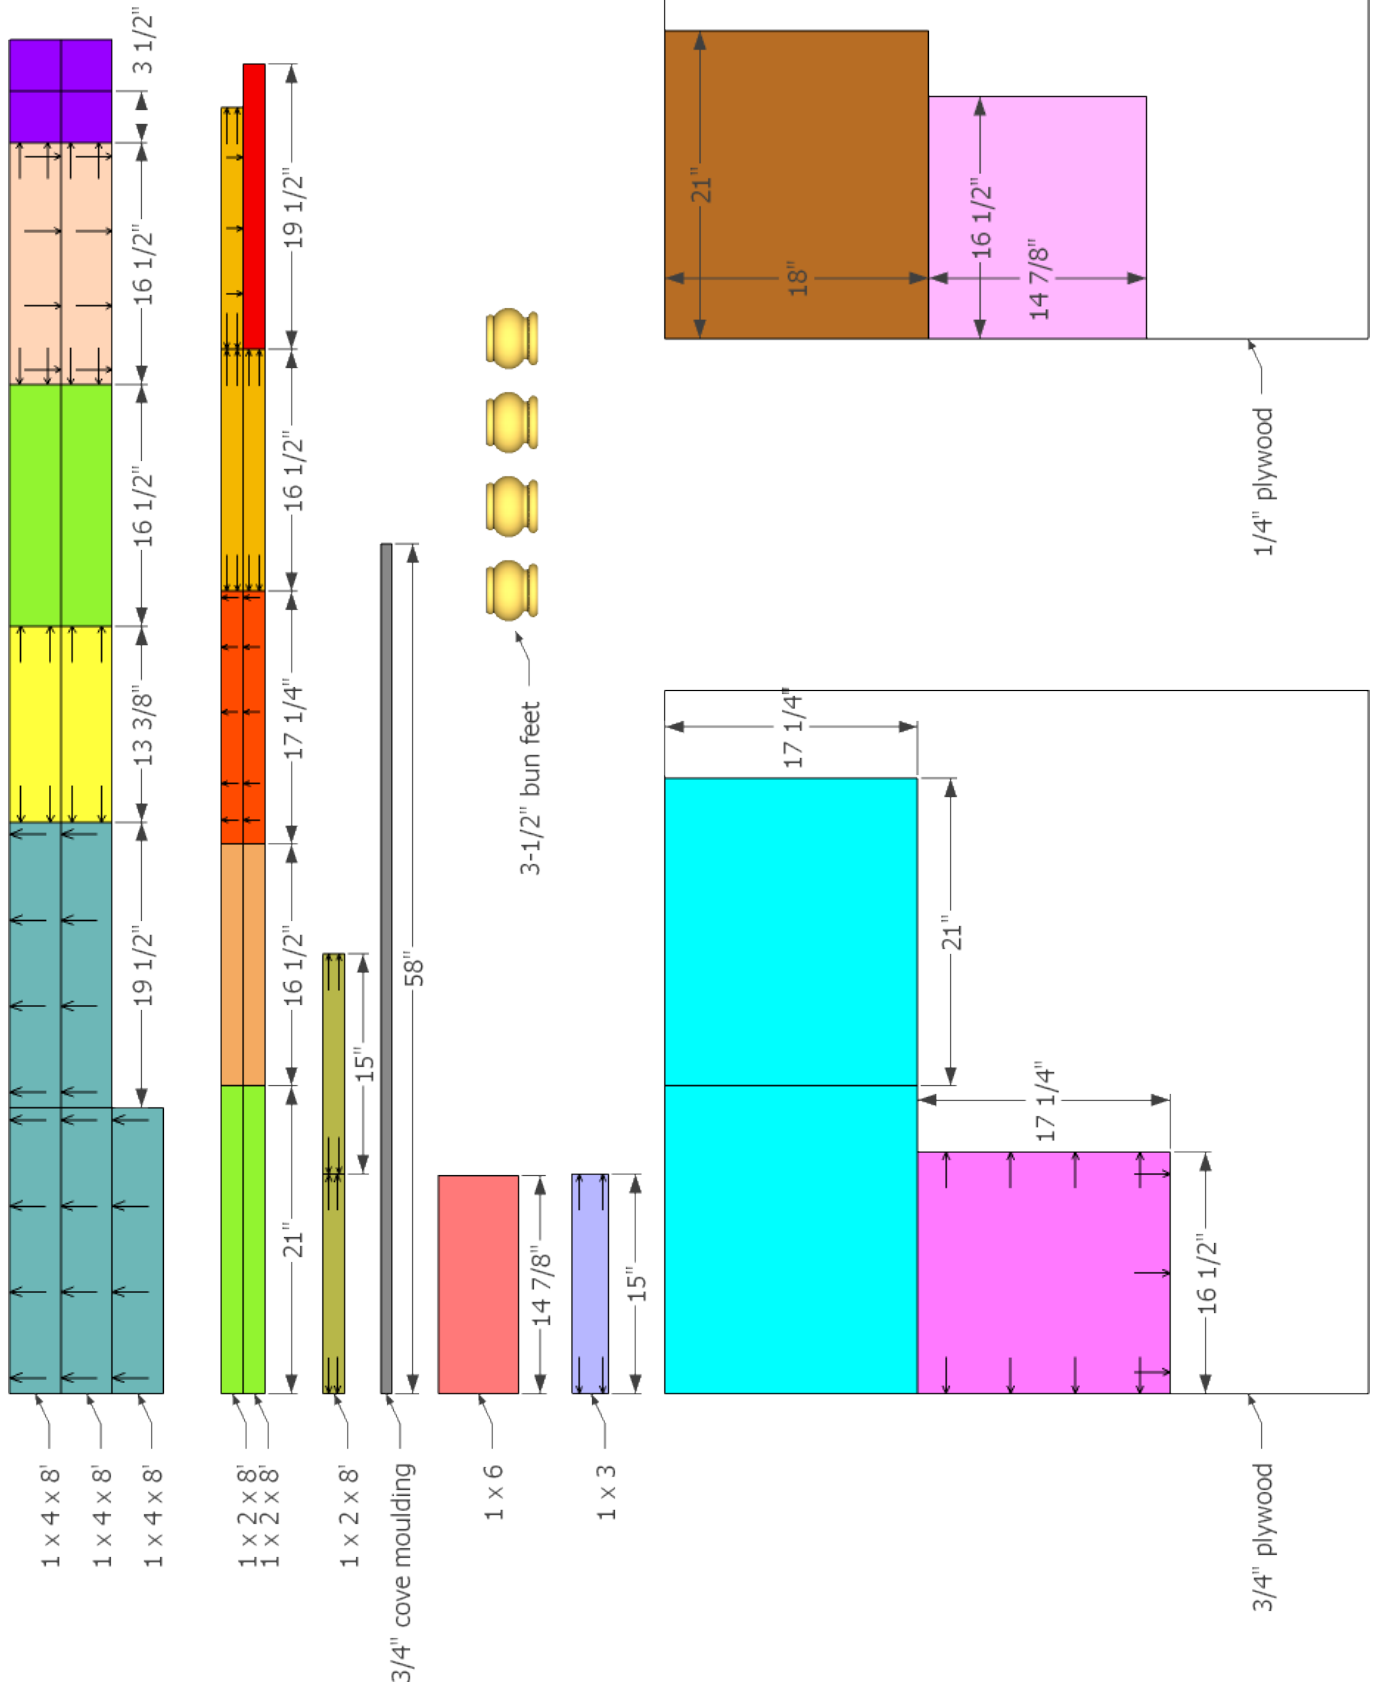 1 x 4 x 8'
19 1/2"
13 3/8"
16 1/2"
16 1/2"
3 1/2"
1 x 4 x 8'
1 x 4 x 8'
1 x 2 x 8'
1 x 2 x 8'
21"
16 1/2"
17 1/4"
16 1/2"
19 1/2"
1 x 2 x 8'
15"
3/4" cove moulding
58"
1 x 6
14 7/8"
3-1/2" bun feet
1 x 3
15"
3/4" plywood
17 1/4"
21"
17 1/4"
16 1/2"
1/4" plywood
21"
18"
16 1/2"
14 7/8"